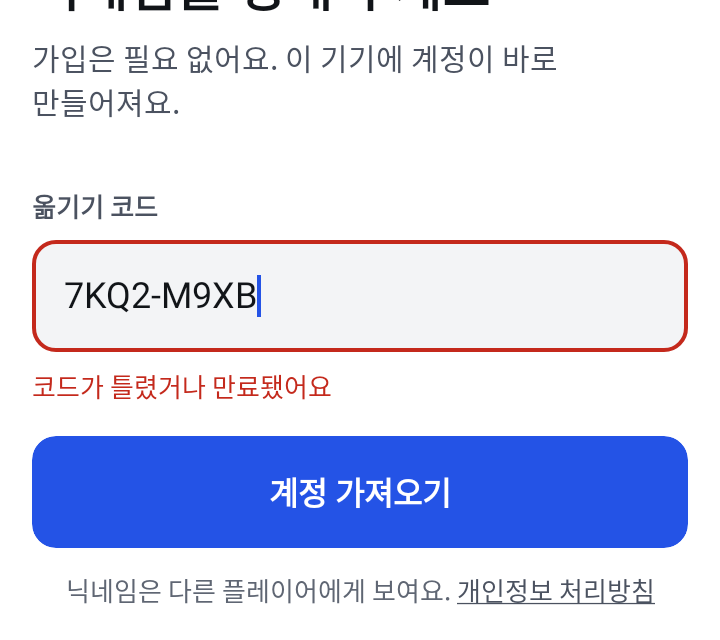 가입은 필요 없어요. 이 기기에 계정이 바로
만들어져요.
옮기기 코드
7KQ2-M9XB
코드가 틀렸거나 만료됐어요
계정 가져오기
닉네임은 다른 플레이어에게 보여요. 개인정보 처리방침